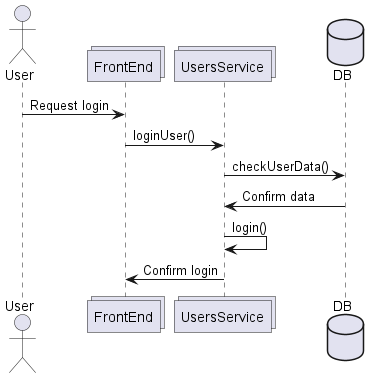 User
FrontEnd
UsersService
DB
Request login
loginUser()
checkUserData()
Confirm data
login()
Confirm login
User
FrontEnd
UsersService
DB